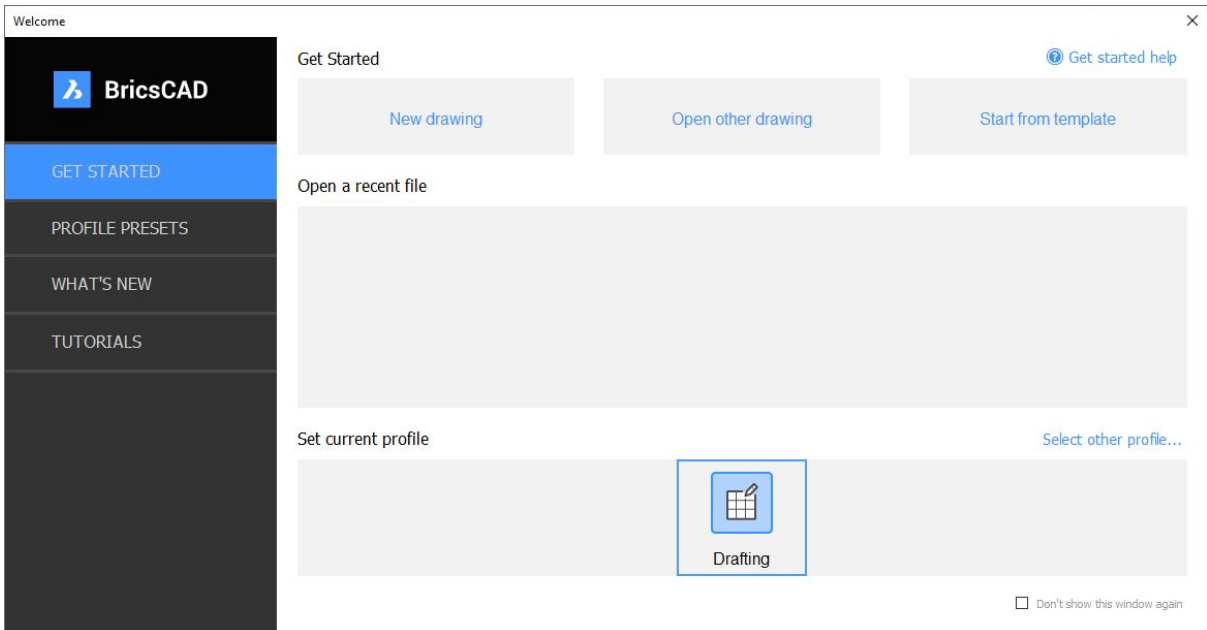 Welcome
BricsCAD
GET STARTED
PROFILE PRESETS
WHAT'S NEW
TUTORIALS
Get Started
Get started help
New drawing
Open other drawing
Start from template
Open a recent file
Set current profile
Select other profile...
Drafting
Don't show this window again